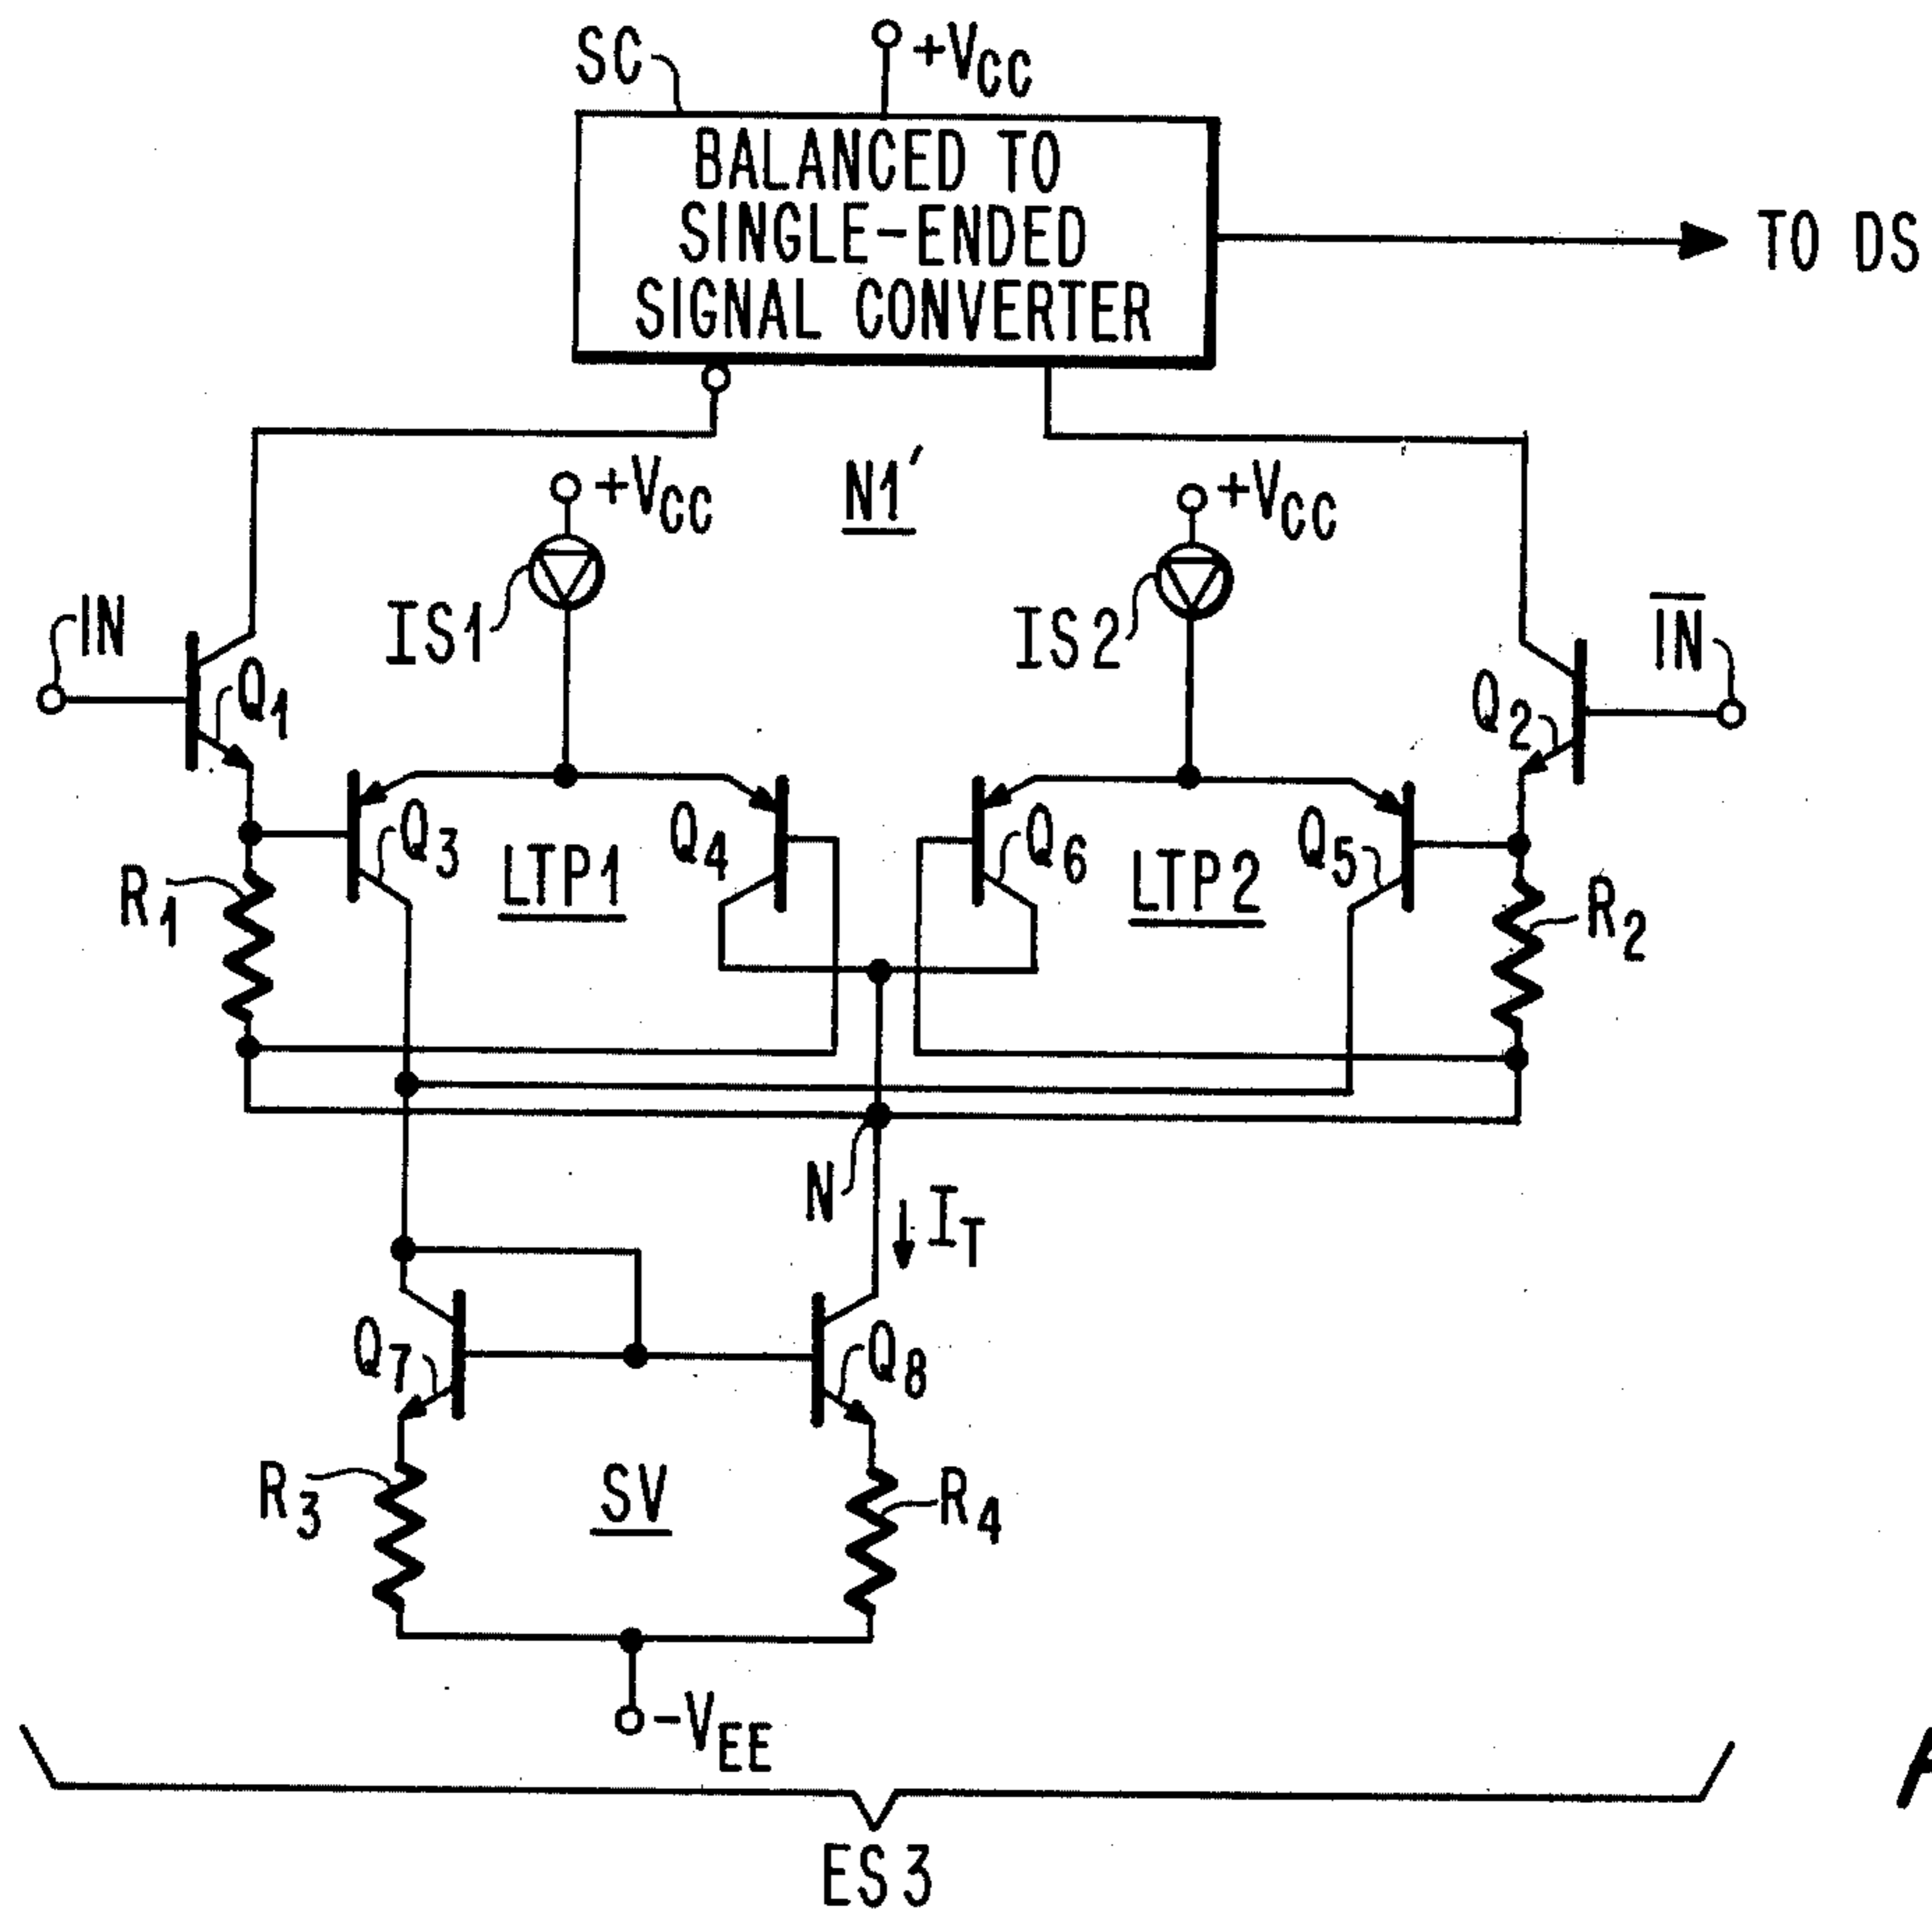 SC
+VCC
BALANCED TO
SINGLE-ENDED
SIGNAL CONVERTER
TO DS
+VCC
N1′
+VCC
IN
IS1
IS2
I̅N̅
Q1
Q2
Q3
Q4
Q6
Q5
LTP1
LTP2
R1
R2
N
IT
Q7
Q8
R3
SV
R4
-VEE
ES3